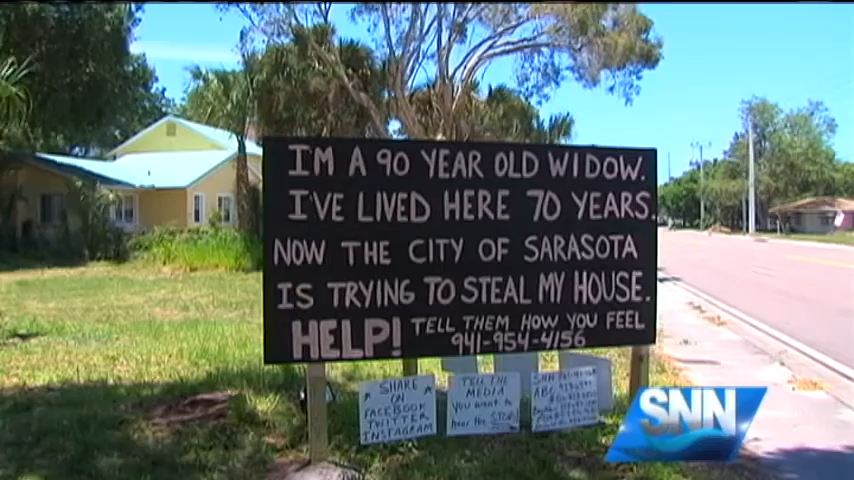 I'M A 90 YEAR OLD WIDOW.
I'VE LIVED HERE 70 YEARS.
NOW THE CITY OF SARASOTA
IS TRYING TO STEAL MY HOUSE.
HELP! TELL THEM HOW YOU FEEL
941-954-4156
SHARE
ON
FACEBOOK
TWITTER
INSTAGRAM
TELL THE
MEDIA
You want to
hear the STORY
SNN
ABC
SNN